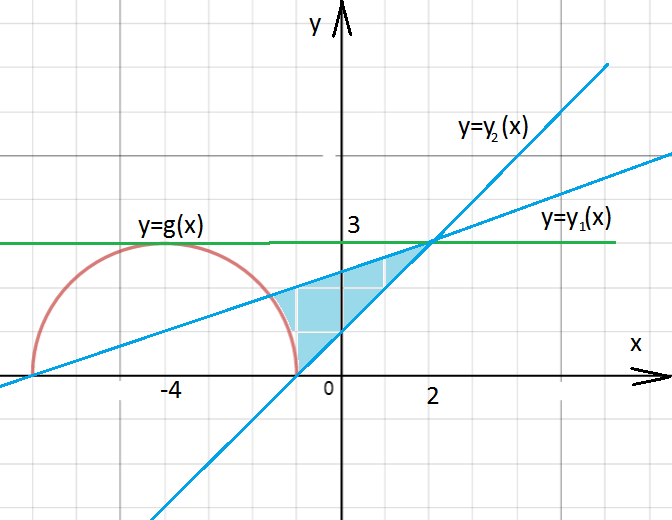 y
y=y₂(x)
y=g(x)
3
y=y₁(x)
x
-4
0
2